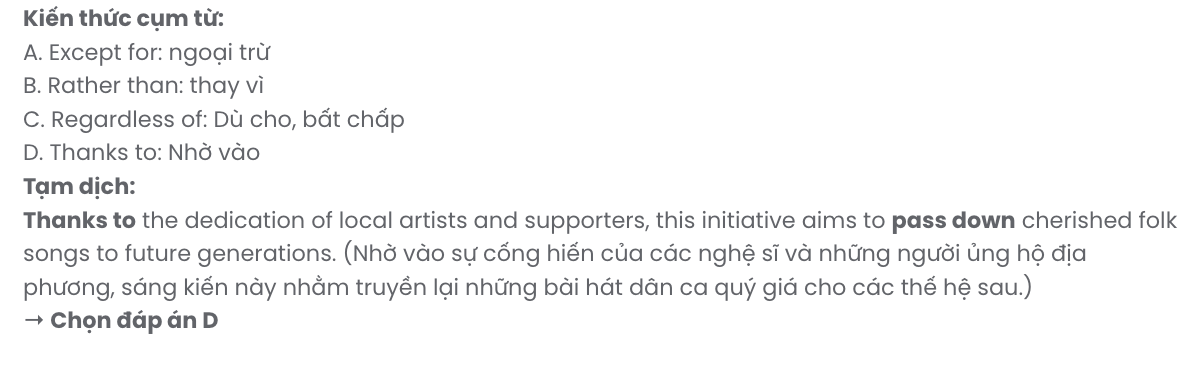 Kiến thức cụm từ:
A. Except for: ngoại trừ
B. Rather than: thay vì
C. Regardless of: Dù cho, bất chấp
D. Thanks to: Nhờ vào
Tạm dịch:
Thanks to the dedication of local artists and supporters, this initiative aims to pass down cherished folk
songs to future generations. (Nhờ vào sự cống hiến của các nghệ sĩ và những người ủng hộ địa
phương, sáng kiến này nhằm truyền lại những bài hát dân ca quý giá cho các thế hệ sau.)
→ Chọn đáp án D